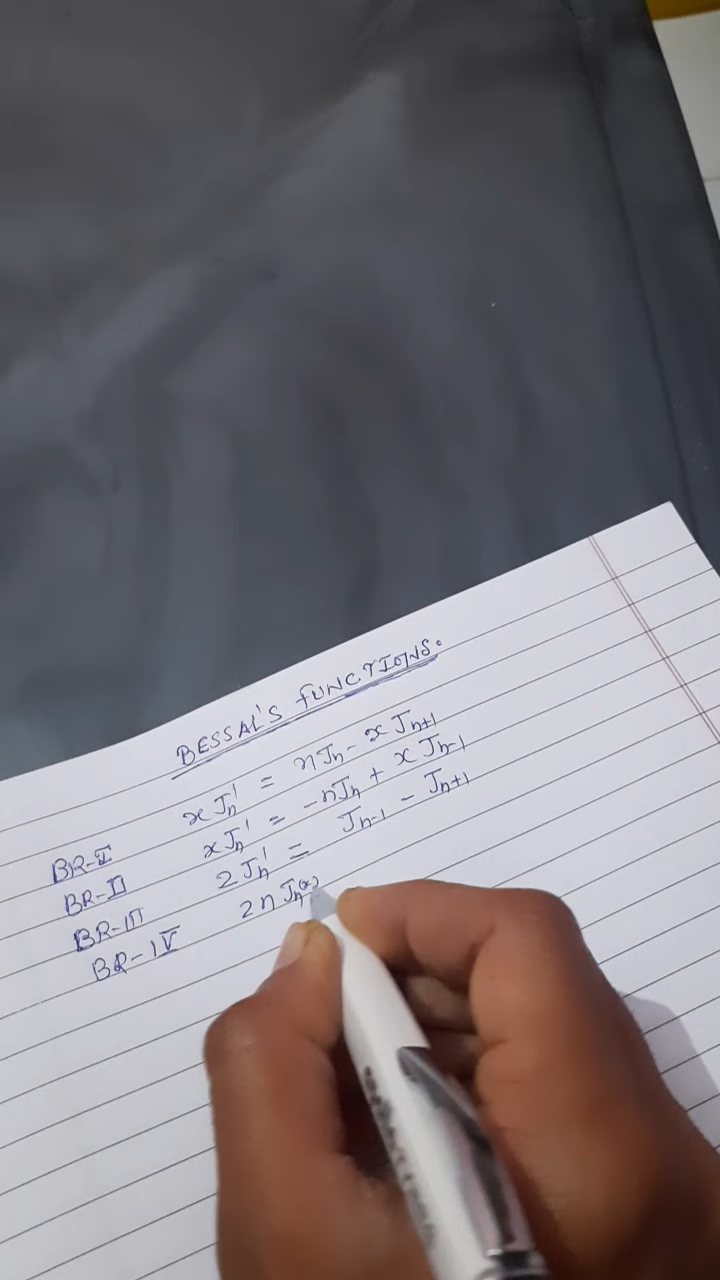 BESSAL'S FUNCTIONS.
BR-I xJn' = nJn - xJn+1
BR-II xJn' = -nJn + xJn-1
BR-III 2Jn' = Jn-1 - Jn+1
BR-IV 2nJn(x)